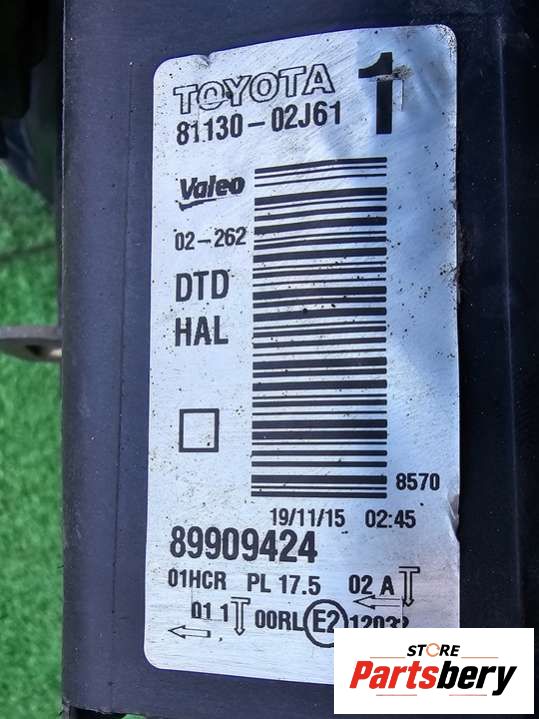 TOYOTA 1
81130-02J61
Valeo
02-262
DTD
HAL
8570
19/11/15 02:45
89909424
01HCR PL 17.5 02 A
01 1 00RL E2
STORE
Partsbery